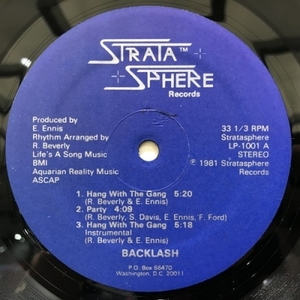 STRATA™
SPHERE
Records
Produced by
E. Ennis
Rhythm Arranged by
R. Beverly
Life's A Song Music
BMI
Aquarian Reality Music
ASCAP
33 1/3 RPM
Stratasphere
LP-1001 A
STEREO
℗ 1981 Stratasphere
Records
1. Hang With The Gang 5:20
(R. Beverly & E. Ennis)
2. Party 4:09
(R. Beverly, S. Davis, E. Ennis, F. Ford)
3. Hang With The Gang 5:18
Instrumental
(R. Beverly & E. Ennis)
BACKLASH
P.O. Box 56470
Washington, D.C. 20011